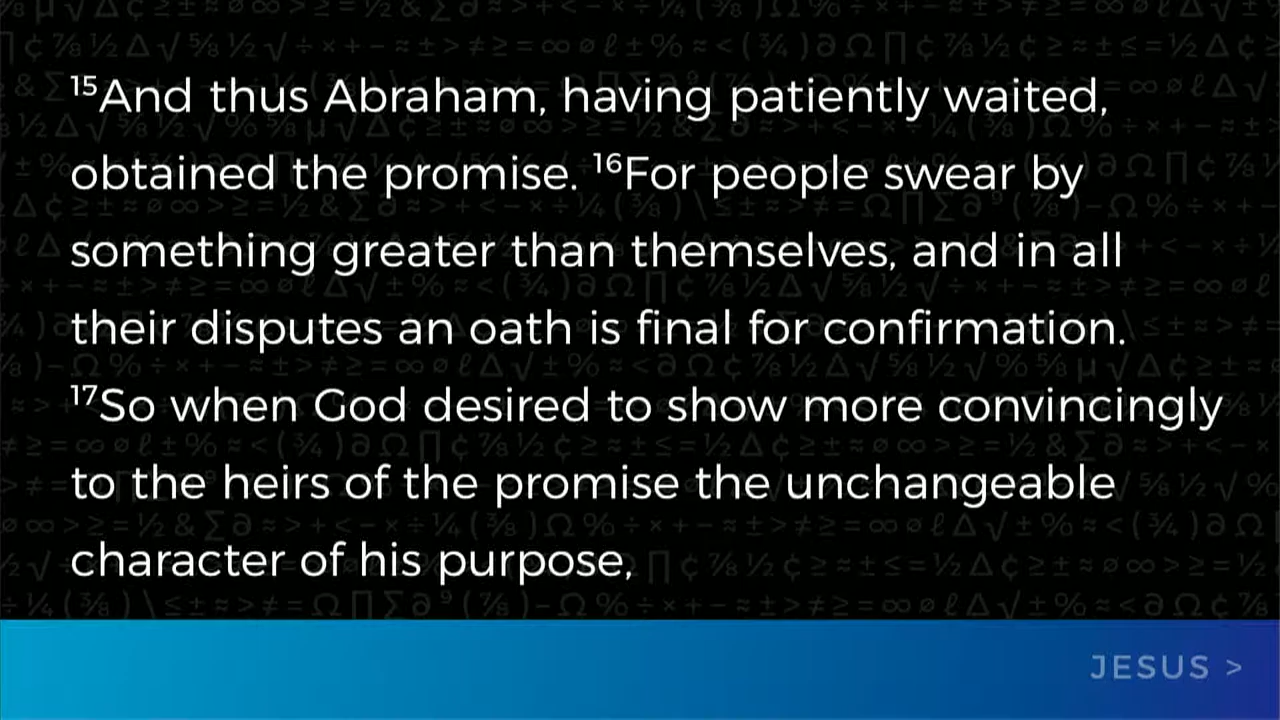 ¹⁵And thus Abraham, having patiently waited,
obtained the promise. ¹⁶For people swear by
something greater than themselves, and in all
their disputes an oath is final for confirmation.
¹⁷So when God desired to show more convincingly
to the heirs of the promise the unchangeable
character of his purpose,
JESUS >